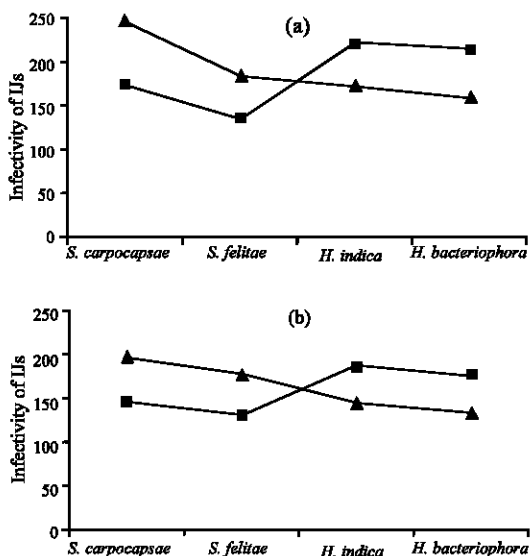 (a)
Infectivity of IJs
250
200
150
100
50
0
S. carpocapsae S. felitae H. indica H. bacteriophora
(b)
Infectivity of IJs
250
200
150
100
50
0
S. carpocapsae S. felitae H. indica H. bacteriophora